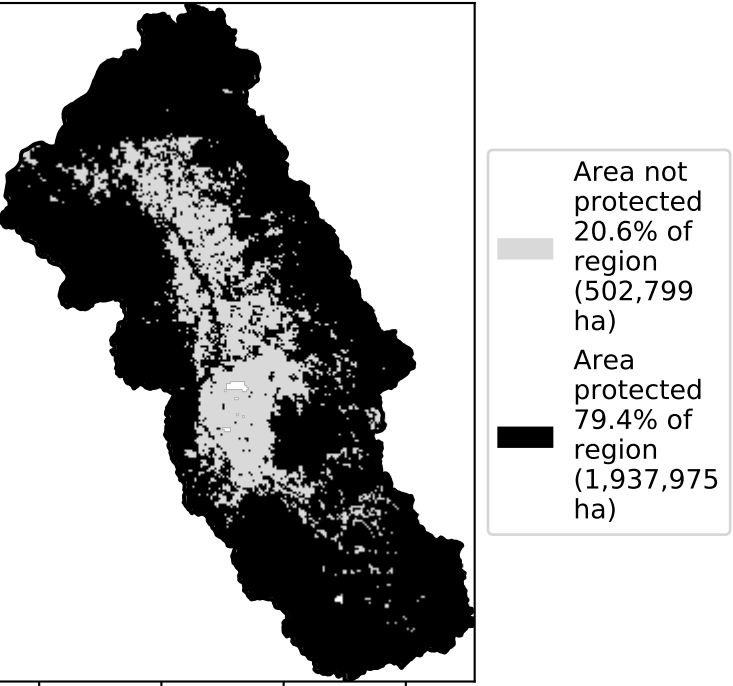 Area not
protected
20.6% of
region
(502,799
ha)
Area
protected
79.4% of
region
(1,937,975
ha)